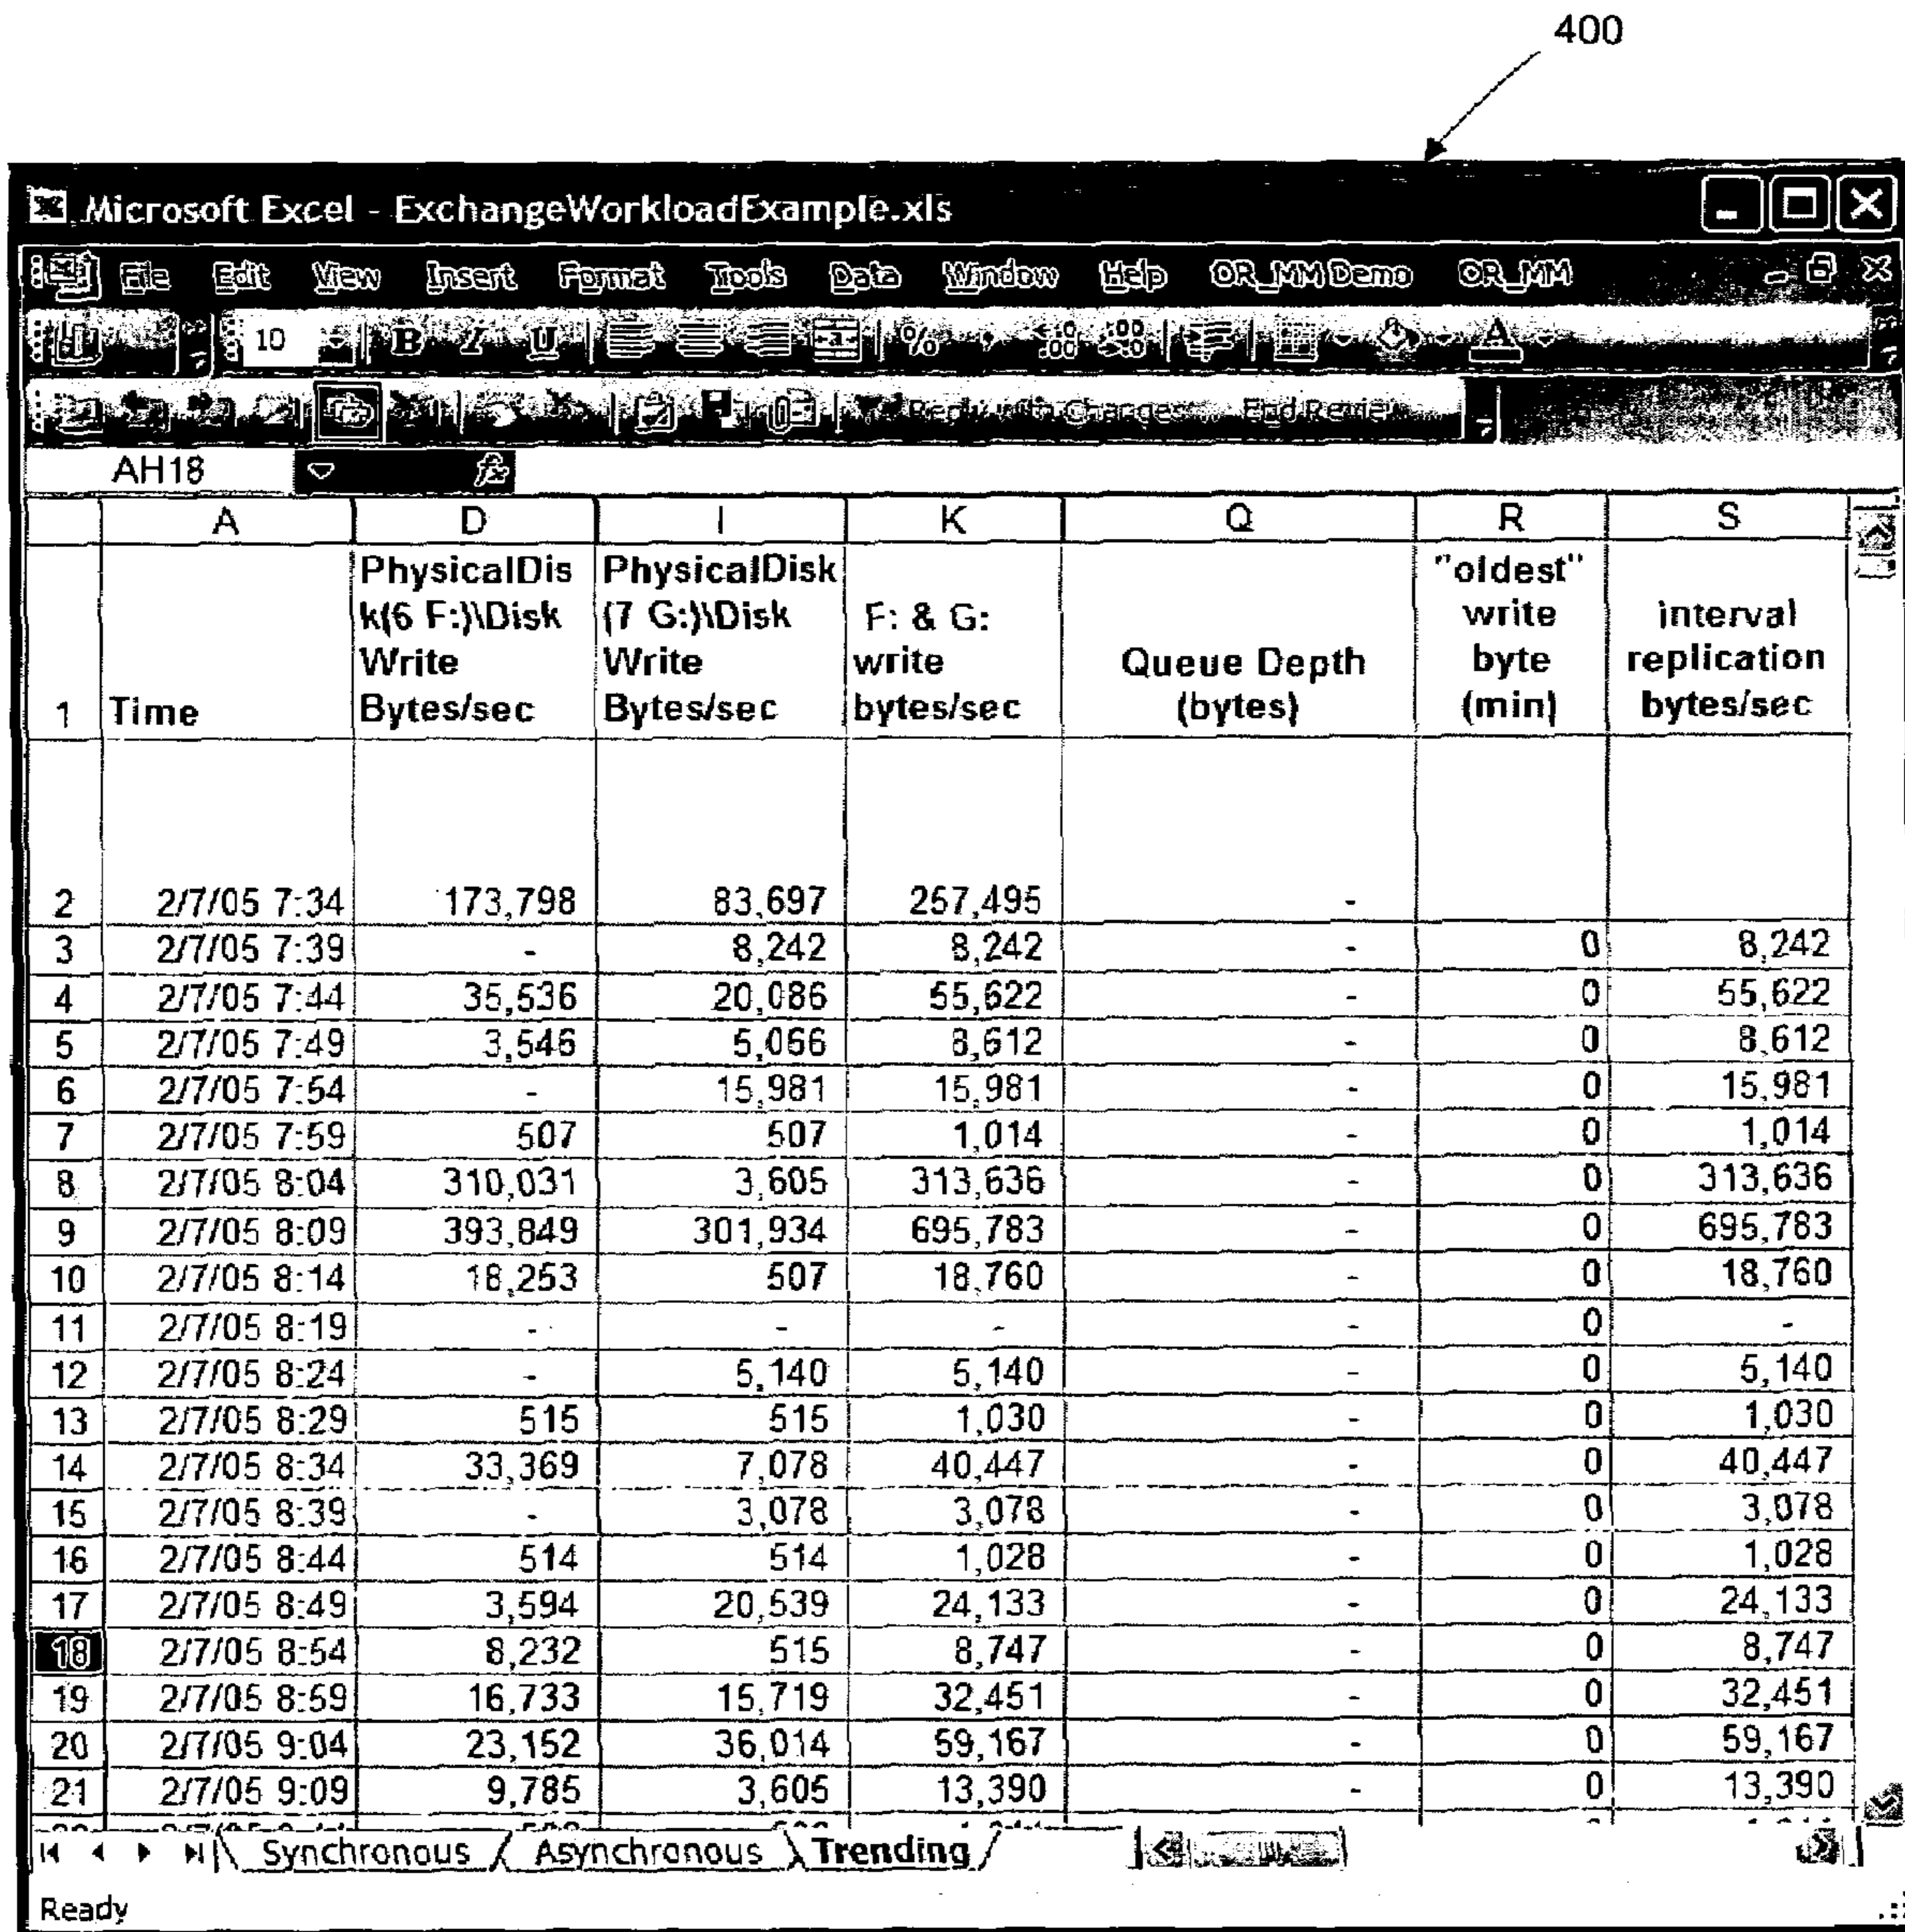 400
Microsoft Excel - ExchangeWorkloadExample.xls
File Edit View Insert Format Tools Data Window Help OR_MM Demo OR_MM
10 B I U % , .00 A
Reply with Changes... End Review...
AH18 fx
A D I K Q R S
1 Time PhysicalDis k(6 F:)\Disk Write Bytes/sec PhysicalDisk (7 G:)\Disk Write Bytes/sec F: & G: write bytes/sec Queue Depth (bytes) "oldest" write byte (min) interval replication bytes/sec
2 2/7/05 7:34 173,798 83,697 257,495 -
3 2/7/05 7:39 - 8,242 8,242 - 0 8,242
4 2/7/05 7:44 35,536 20,086 55,622 - 0 55,622
5 2/7/05 7:49 3,546 5,066 8,612 - 0 8,612
6 2/7/05 7:54 - 15,981 15,981 - 0 15,981
7 2/7/05 7:59 507 507 1,014 - 0 1,014
8 2/7/05 8:04 310,031 3,605 313,636 - 0 313,636
9 2/7/05 8:09 393,849 301,934 695,783 - 0 695,783
10 2/7/05 8:14 18,253 507 18,760 - 0 18,760
11 2/7/05 8:19 - - - - 0 -
12 2/7/05 8:24 - 5,140 5,140 - 0 5,140
13 2/7/05 8:29 515 515 1,030 - 0 1,030
14 2/7/05 8:34 33,369 7,078 40,447 - 0 40,447
15 2/7/05 8:39 - 3,078 3,078 - 0 3,078
16 2/7/05 8:44 514 514 1,028 - 0 1,028
17 2/7/05 8:49 3,594 20,539 24,133 - 0 24,133
18 2/7/05 8:54 8,232 515 8,747 - 0 8,747
19 2/7/05 8:59 16,733 15,719 32,451 - 0 32,451
20 2/7/05 9:04 23,152 36,014 59,167 - 0 59,167
21 2/7/05 9:09 9,785 3,605 13,390 - 0 13,390
Synchronous Asynchronous Trending
Ready